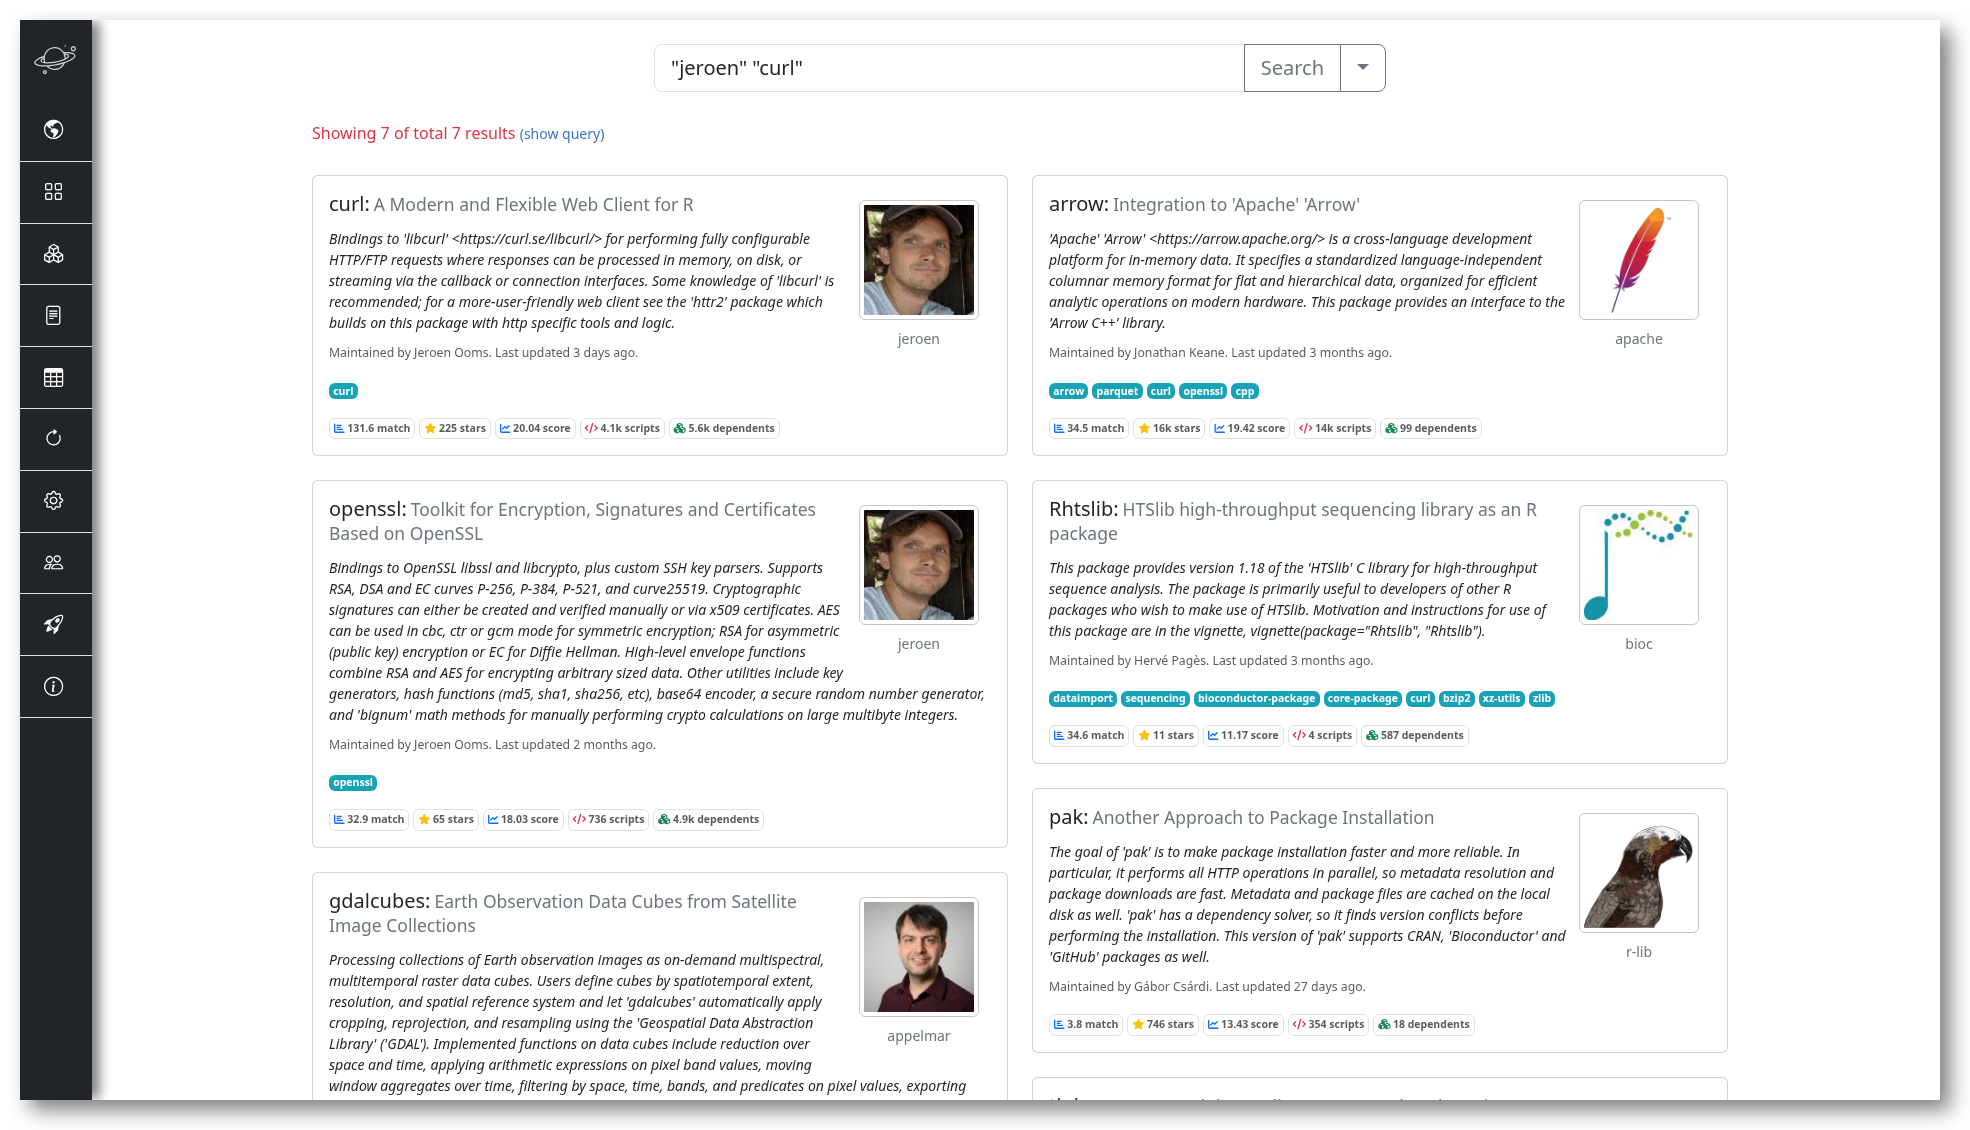 "jeroen" "curl"
Search
Showing 7 of total 7 results (show query)
curl: A Modern and Flexible Web Client for R
Bindings to 'libcurl' <https://curl.se/libcurl/> for performing fully configurable
HTTP/FTP requests where responses can be processed in memory, on disk, or
streaming via the callback or connection interfaces. Some knowledge of 'libcurl' is
recommended; for a more-user-friendly web client see the 'httr2' package which
builds on this package with http specific tools and logic.
jeroen
Maintained by Jeroen Ooms. Last updated 3 days ago.
curl
131.6 match 225 stars 20.04 score 4.1k scripts 5.6k dependents
openssl: Toolkit for Encryption, Signatures and Certificates
Based on OpenSSL
Bindings to OpenSSL libssl and libcrypto, plus custom SSH key parsers. Supports
RSA, DSA and EC curves P-256, P-384, P-521, and curve25519. Cryptographic
signatures can either be created and verified manually or via x509 certificates. AES
can be used in cbc, ctr or gcm mode for symmetric encryption; RSA for asymmetric
(public key) encryption or EC for Diffie Hellman. High-level envelope functions
combine RSA and AES for encrypting arbitrary sized data. Other utilities include key
generators, hash functions (md5, sha1, sha256, etc), base64 encoder, a secure random number generator,
and 'bignum' math methods for manually performing crypto calculations on large multibyte integers.
jeroen
Maintained by Jeroen Ooms. Last updated 2 months ago.
openssl
32.9 match 65 stars 18.03 score 736 scripts 4.9k dependents
gdalcubes: Earth Observation Data Cubes from Satellite
Image Collections
Processing collections of Earth observation images as on-demand multispectral,
multitemporal raster data cubes. Users define cubes by spatiotemporal extent,
resolution, and spatial reference system and let 'gdalcubes' automatically apply
cropping, reprojection, and resampling using the 'Geospatial Data Abstraction
Library' ('GDAL'). Implemented functions on data cubes include reduction over
space and time, applying arithmetic expressions on pixel band values, moving
window aggregates over time, filtering by space, time, bands, and predicates on pixel values, exporting
appelmar
arrow: Integration to 'Apache' 'Arrow'
'Apache' 'Arrow' <https://arrow.apache.org/> is a cross-language development
platform for in-memory data. It specifies a standardized language-independent
columnar memory format for flat and hierarchical data, organized for efficient
analytic operations on modern hardware. This package provides an interface to the
'Arrow C++' library.
apache
Maintained by Jonathan Keane. Last updated 3 months ago.
arrow parquet curl openssl cpp
34.5 match 16k stars 19.42 score 14k scripts 99 dependents
Rhtslib: HTSlib high-throughput sequencing library as an R
package
This package provides version 1.18 of the 'HTSlib' C library for high-throughput
sequence analysis. The package is primarily useful to developers of other R
packages who wish to make use of HTSlib. Motivation and instructions for use of
this package are in the vignette, vignette(package="Rhtslib", "Rhtslib").
bioc
Maintained by Hervé Pagès. Last updated 3 months ago.
dataimport sequencing bioconductor-package core-package curl bzip2 xz-utils zlib
34.6 match 11 stars 11.17 score 4 scripts 587 dependents
pak: Another Approach to Package Installation
The goal of 'pak' is to make package installation faster and more reliable. In
particular, it performs all HTTP operations in parallel, so metadata resolution and
package downloads are fast. Metadata and package files are cached on the local
disk as well. 'pak' has a dependency solver, so it finds version conflicts before
performing the installation. This version of 'pak' supports CRAN, 'Bioconductor' and
'GitHub' packages as well.
r-lib
Maintained by Gábor Csárdi. Last updated 27 days ago.
3.8 match 746 stars 13.43 score 354 scripts 18 dependents